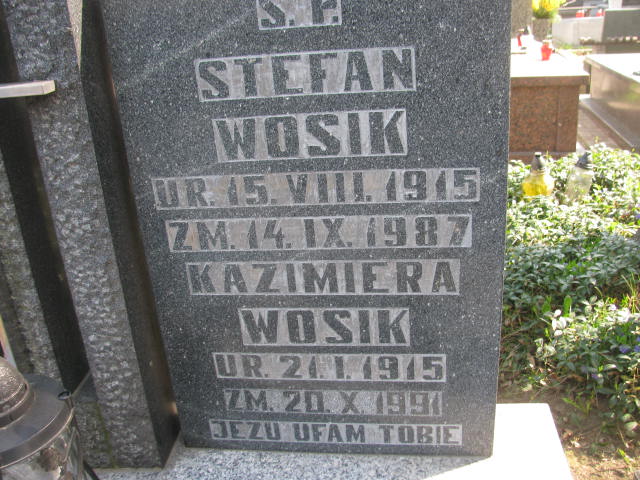 Ś. P.
STEFAN
WOSIK
UR. 15. VIII. 1915
ZM. 14. IX. 1987
KAZIMIERA
WOSIK
UR. 21. I. 1915
ZM. 20. X. 1991
JEZU UFAM TOBIE